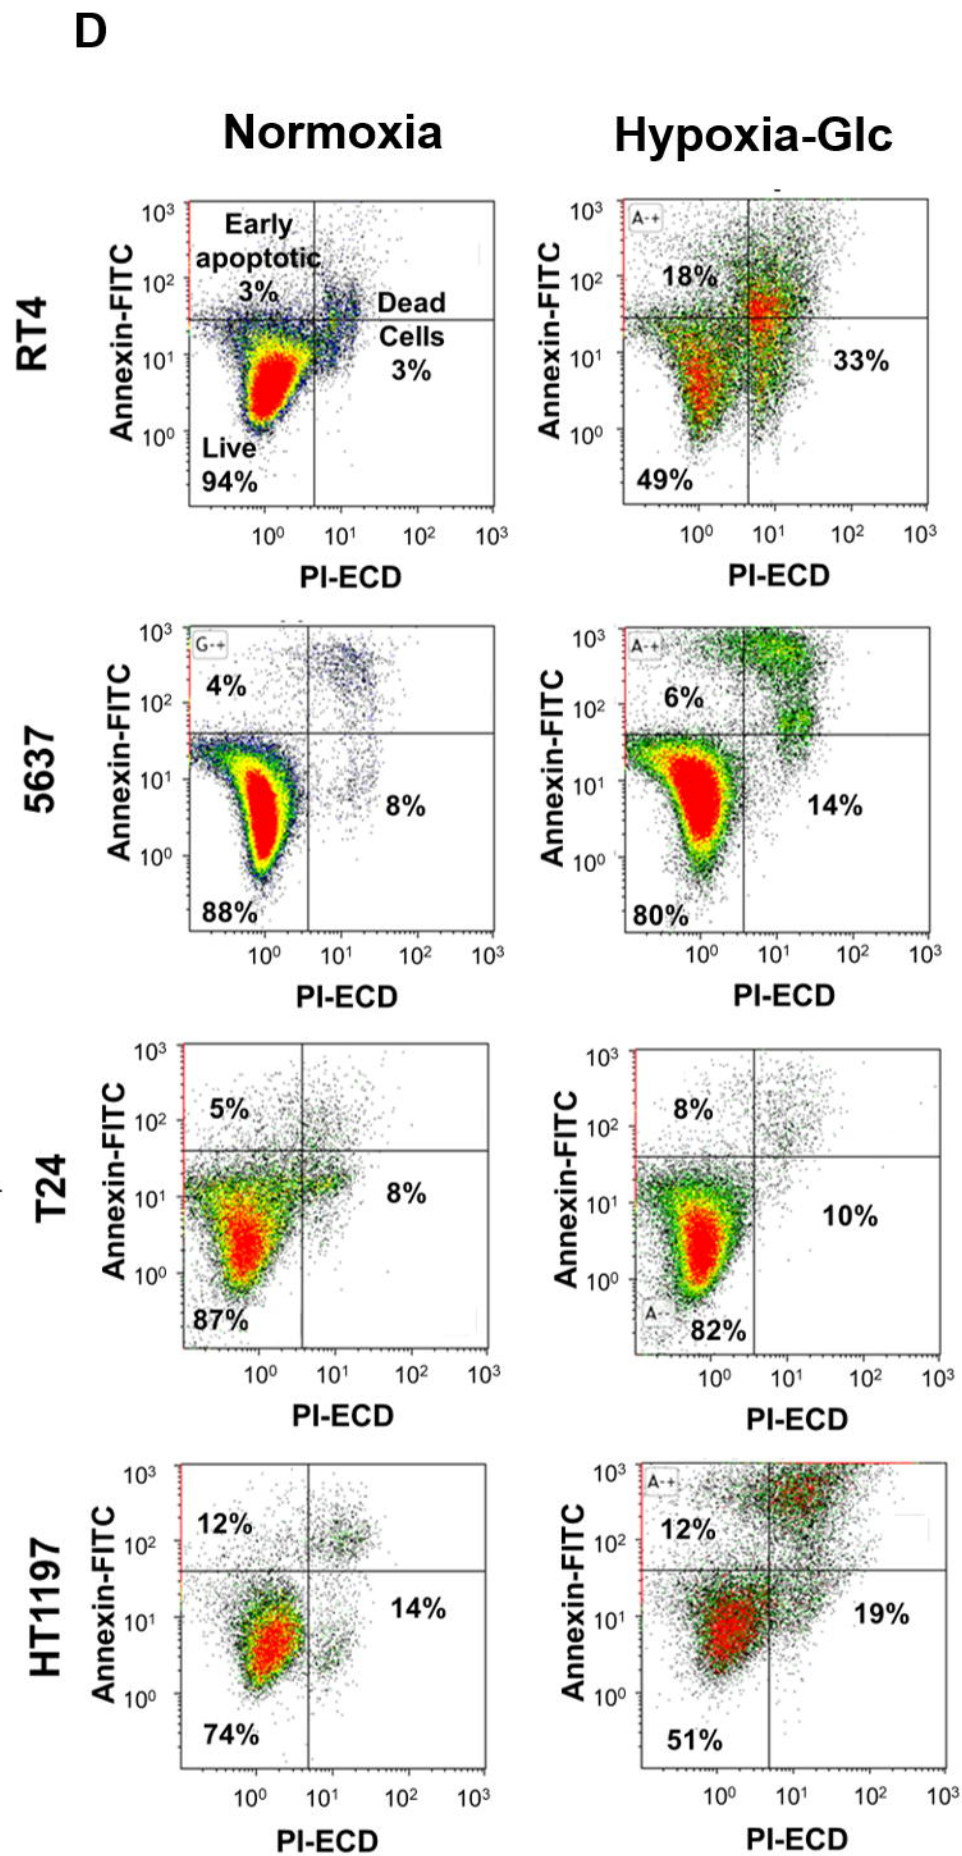 D
Normoxia
Hypoxia-Glc
RT4
Annexin-FITC
10³
10²
10¹
10⁰
Early
apoptotic
3%
Dead
Cells
3%
Live
94%
10⁰ 10¹ 10² 10³
PI-ECD
Annexin-FITC
10³
10²
10¹
10⁰
A-+
18%
33%
49%
10⁰ 10¹ 10² 10³
PI-ECD
5637
Annexin-FITC
10³
10²
10¹
10⁰
G-+
4%
8%
88%
10⁰ 10¹ 10² 10³
PI-ECD
Annexin-FITC
10³
10²
10¹
10⁰
A-+
6%
14%
80%
10⁰ 10¹ 10² 10³
PI-ECD
T24
Annexin-FITC
10³
10²
10¹
10⁰
5%
8%
87%
10⁰ 10¹ 10² 10³
PI-ECD
Annexin-FITC
10³
10²
10¹
10⁰
8%
10%
A--
82%
10⁰ 10¹ 10² 10³
PI-ECD
HT1197
Annexin-FITC
10³
10²
10¹
10⁰
12%
14%
74%
10⁰ 10¹ 10² 10³
PI-ECD
Annexin-FITC
10³
10²
10¹
10⁰
A-+
12%
19%
51%
10⁰ 10¹ 10² 10³
PI-ECD